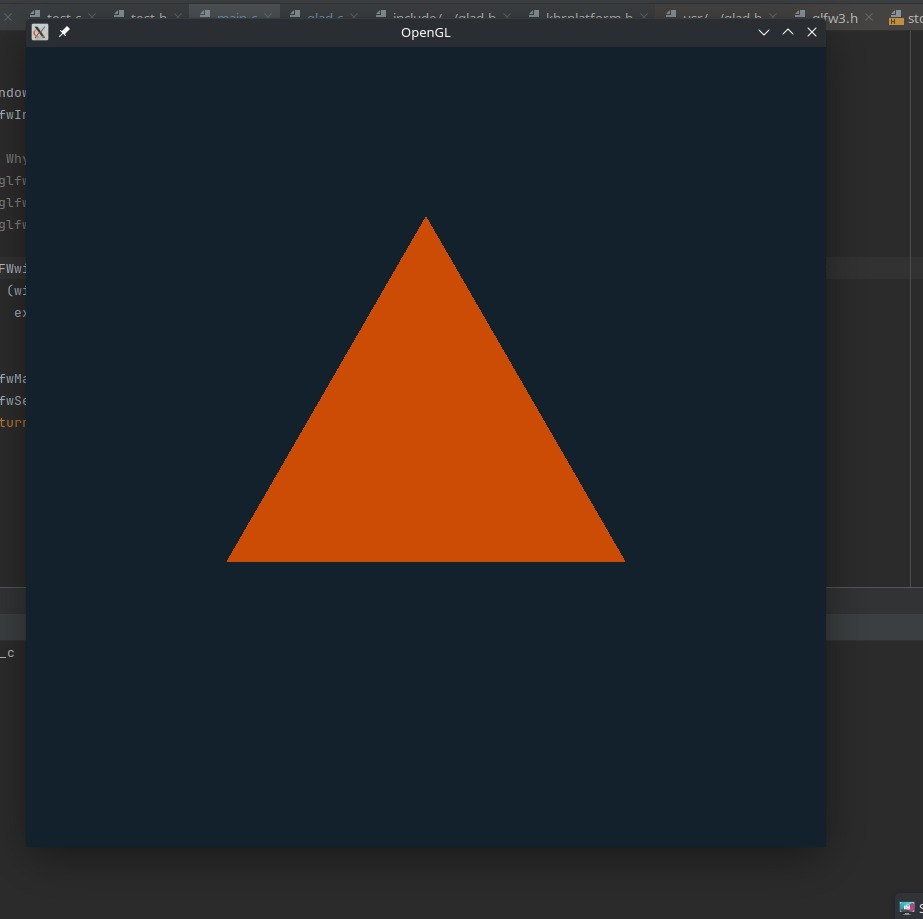 test.c test.h main.c glad.c include/.../glad.h khrplatform.h usr/.../glad.h glfw3.h
OpenGL
ndow
fwIn
Why
glfw
glfw
glfw
FWwi
(wi
ex
fwMa
fwSe
turn
_c